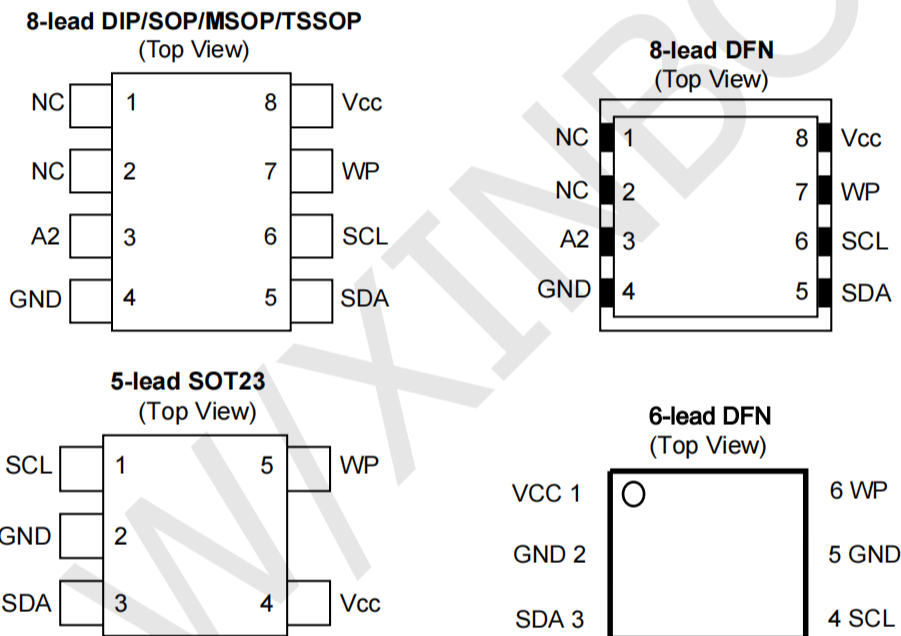 8-lead DIP/SOP/MSOP/TSSOP
(Top View)
NC 1 8 Vcc
NC 2 7 WP
A2 3 6 SCL
GND 4 5 SDA
8-lead DFN
(Top View)
NC 1 8 Vcc
NC 2 7 WP
A2 3 6 SCL
GND 4 5 SDA
5-lead SOT23
(Top View)
SCL 1 5 WP
GND 2
SDA 3 4 Vcc
6-lead DFN
(Top View)
VCC 1 6 WP
GND 2 5 GND
SDA 3 4 SCL
W/XINBO